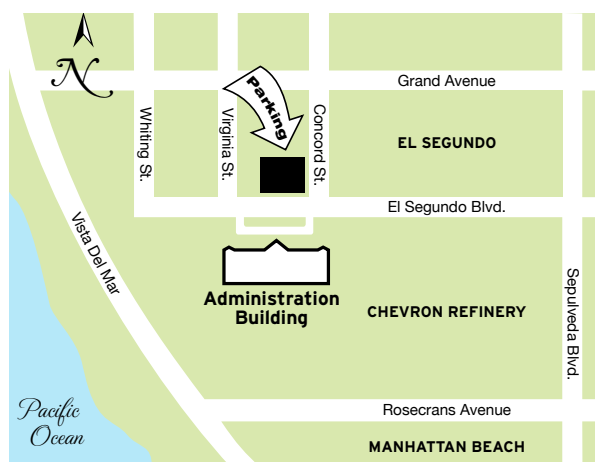 N
Grand Avenue
Parking
Whiting St.
Virginia St.
Concord St.
EL SEGUNDO
El Segundo Blvd.
Vista Del Mar
Administration
Building
CHEVRON REFINERY
Sepulveda Blvd.
Pacific
Ocean
Rosecrans Avenue
MANHATTAN BEACH